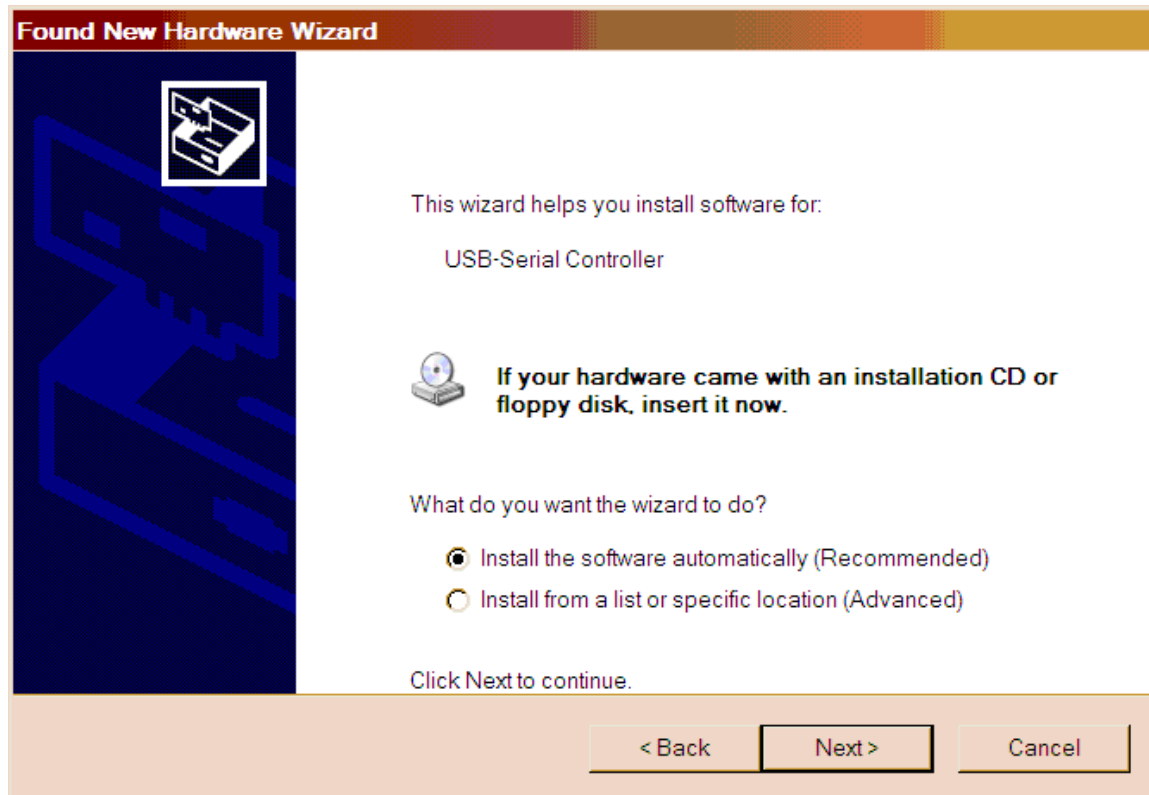 Found New Hardware Wizard
This wizard helps you install software for:
USB-Serial Controller
If your hardware came with an installation CD or
floppy disk, insert it now.
What do you want the wizard to do?
Install the software automatically (Recommended)
Install from a list or specific location (Advanced)
Click Next to continue.
< Back Next > Cancel